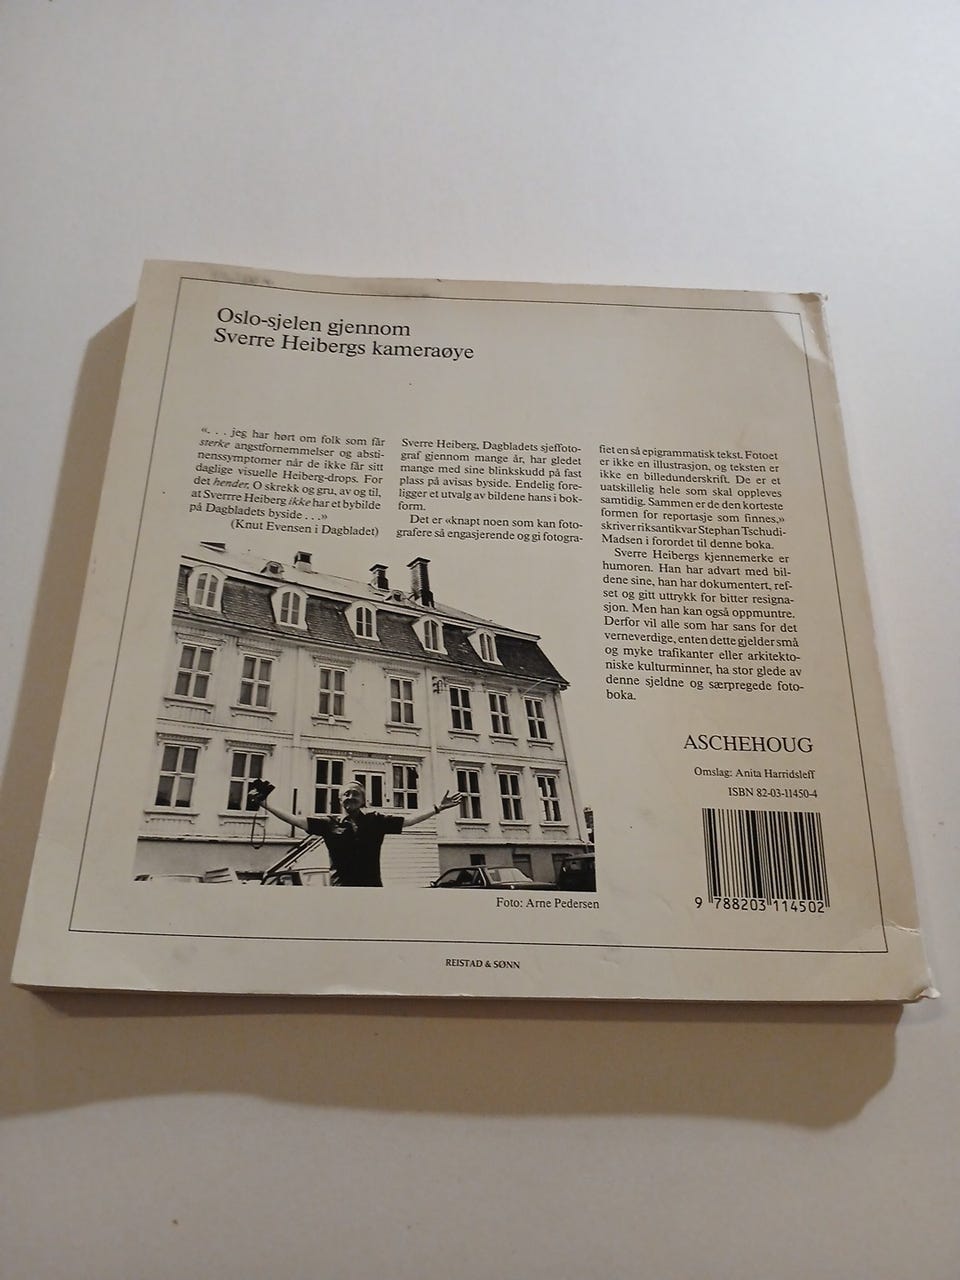 Oslo-sjelen gjennom
Sverre Heibergs kameraøye
«. . . jeg har hørt om folk som får
sterke angstfornemmelser og absti-
nenssymptomer når de ikke får sitt
daglige visuelle Heiberg-drops. For
det hender, O skrekk og gru, av og til,
at Sverrre Heiberg ikke har et bybilde
på Dagbladets byside . . .»
(Knut Evensen i Dagbladet)
Sverre Heiberg, Dagbladets sjeffoto-
graf gjennom mange år, har gledet
mange med sine blinkskudd på fast
plass på avisas byside. Endelig fore-
ligger et utvalg av bildene hans i bok-
form.
Det er «knapt noen som kan foto-
grafere så engasjerende og gi fotogra-
fiet en så epigrammatisk tekst. Fotoet
er ikke en illustrasjon, og teksten er
ikke en billedunderskrift. De er et
uatskillelig hele som skal oppleves
samtidig. Sammen er de den korteste
formen for reportasje som finnes,»
skriver riksantikvar Stephan Tschudi-
Madsen i forordet til denne boka.
Sverre Heibergs kjennemerke er
humoren. Han har advart med bil-
dene sine, han har dokumentert, ref-
set og gitt uttrykk for bitter resigna-
sjon. Men han kan også oppmuntre.
Derfor vil alle som har sans for det
verneverdige, enten dette gjelder små
og myke trafikanter eller arkitekto-
niske kulturminner, ha stor glede av
denne sjeldne og særpregede foto-
boka.
ASCHEHOUG
Omslag: Anita Harridsleff
ISBN 82-03-11450-4
9 788203 114502
Foto: Arne Pedersen
REISTAD & SØNN